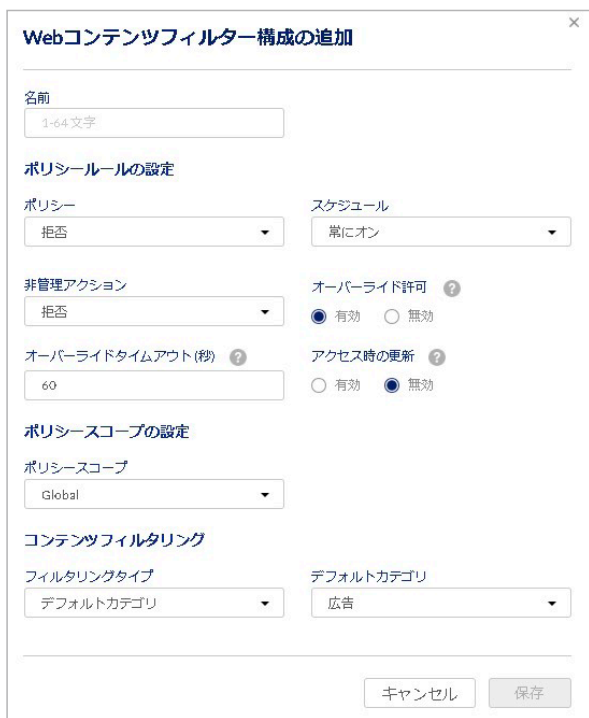 ×
Webコンテンツフィルター構成の追加
名前
1-64 文字
ポリシールールの設定
ポリシー スケジュール
拒否 常にオン
非管理アクション オーバーライド許可 ?
拒否 有効 無効
オーバーライドタイムアウト(秒) ? アクセス時の更新 ?
60 有効 無効
ポリシースコープの設定
ポリシースコープ
Global
コンテンツフィルタリング
フィルタリングタイプ デフォルトカテゴリ
デフォルトカテゴリ 広告
キャンセル 保存